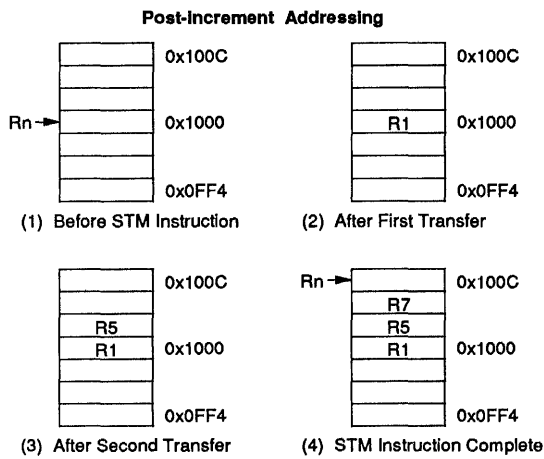 Post-Increment Addressing
0x100C
Rn
0x1000
0x0FF4
(1) Before STM Instruction
0x100C
R1
0x1000
0x0FF4
(2) After First Transfer
0x100C
R5
R1
0x1000
0x0FF4
(3) After Second Transfer
Rn
0x100C
R7
R5
R1
0x1000
0x0FF4
(4) STM Instruction Complete